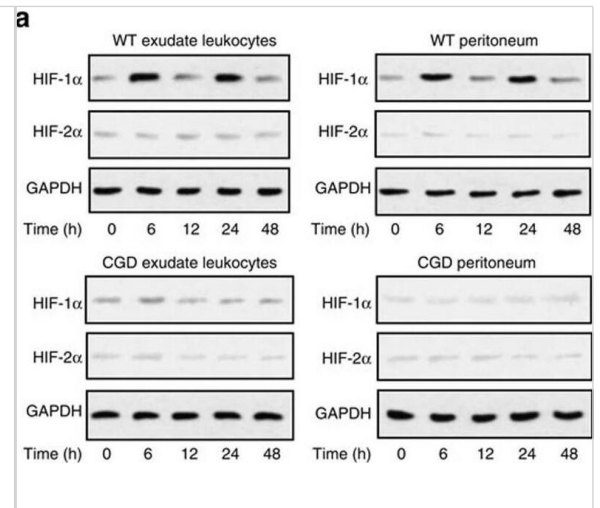 a
WT exudate leukocytes
HIF-1α
HIF-2α
GAPDH
Time (h) 0 6 12 24 48
WT peritoneum
HIF-1α
HIF-2α
GAPDH
Time (h) 0 6 12 24 48
CGD exudate leukocytes
HIF-1α
HIF-2α
GAPDH
Time (h) 0 6 12 24 48
CGD peritoneum
HIF-1α
HIF-2α
GAPDH
Time (h) 0 6 12 24 48